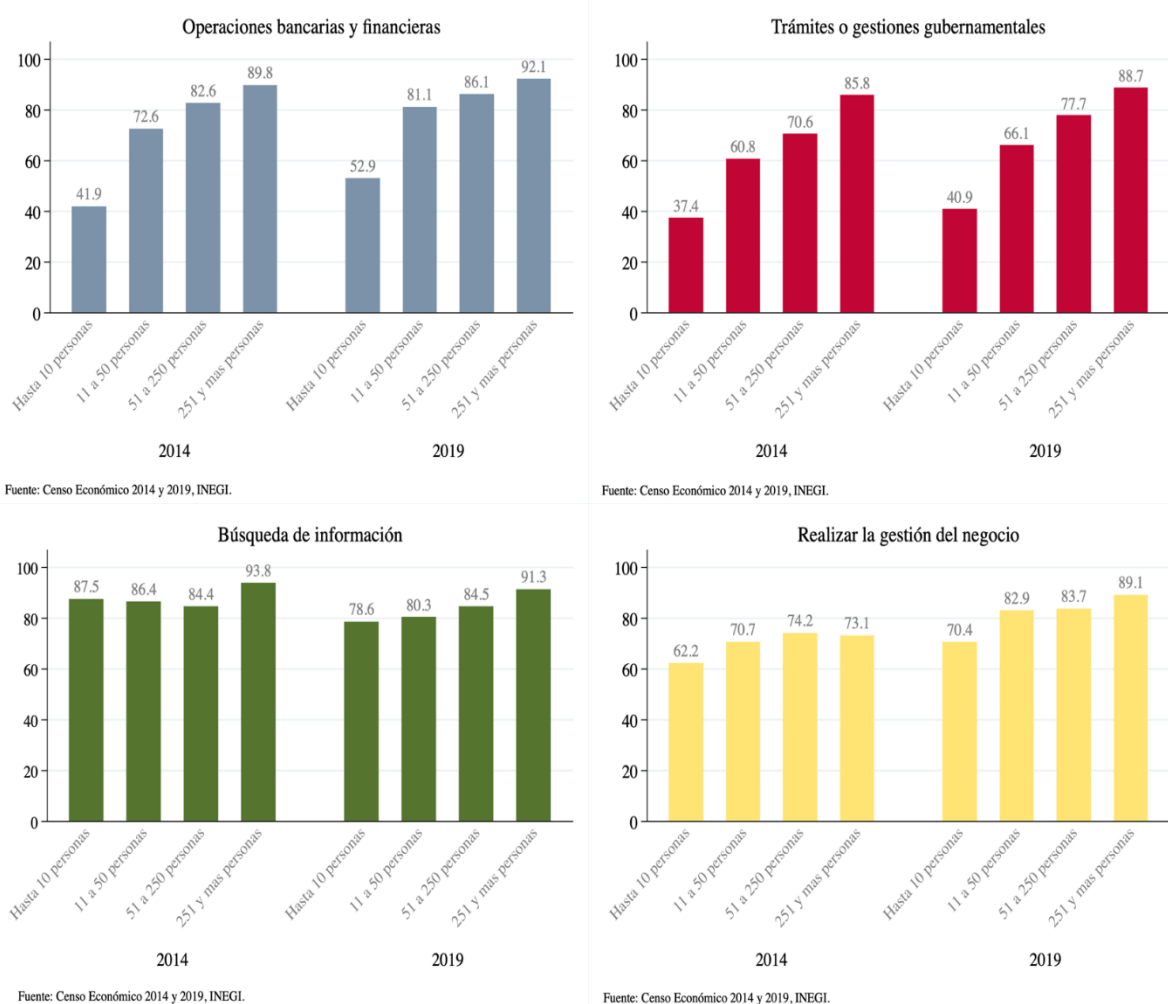 Operaciones bancarias y financieras
100
80
60
40
20
0
41.9
72.6
82.6
89.8
52.9
81.1
86.1
92.1
Hasta 10 personas
11 a 50 personas
51 a 250 personas
251 y mas personas
Hasta 10 personas
11 a 50 personas
51 a 250 personas
251 y mas personas
2014
2019
Fuente: Censo Económico 2014 y 2019, INEGI.
Trámites o gestiones gubernamentales
100
80
60
40
20
0
37.4
60.8
70.6
85.8
40.9
66.1
77.7
88.7
Hasta 10 personas
11 a 50 personas
51 a 250 personas
251 y mas personas
Hasta 10 personas
11 a 50 personas
51 a 250 personas
251 y mas personas
2014
2019
Fuente: Censo Económico 2014 y 2019, INEGI.
Búsqueda de información
100
80
60
40
20
0
87.5
86.4
84.4
93.8
78.6
80.3
84.5
91.3
Hasta 10 personas
11 a 50 personas
51 a 250 personas
251 y mas personas
Hasta 10 personas
11 a 50 personas
51 a 250 personas
251 y mas personas
2014
2019
Fuente: Censo Económico 2014 y 2019, INEGI.
Realizar la gestión del negocio
100
80
60
40
20
0
62.2
70.7
74.2
73.1
70.4
82.9
83.7
89.1
Hasta 10 personas
11 a 50 personas
51 a 250 personas
251 y mas personas
Hasta 10 personas
11 a 50 personas
51 a 250 personas
251 y mas personas
2014
2019
Fuente: Censo Económico 2014 y 2019, INEGI.